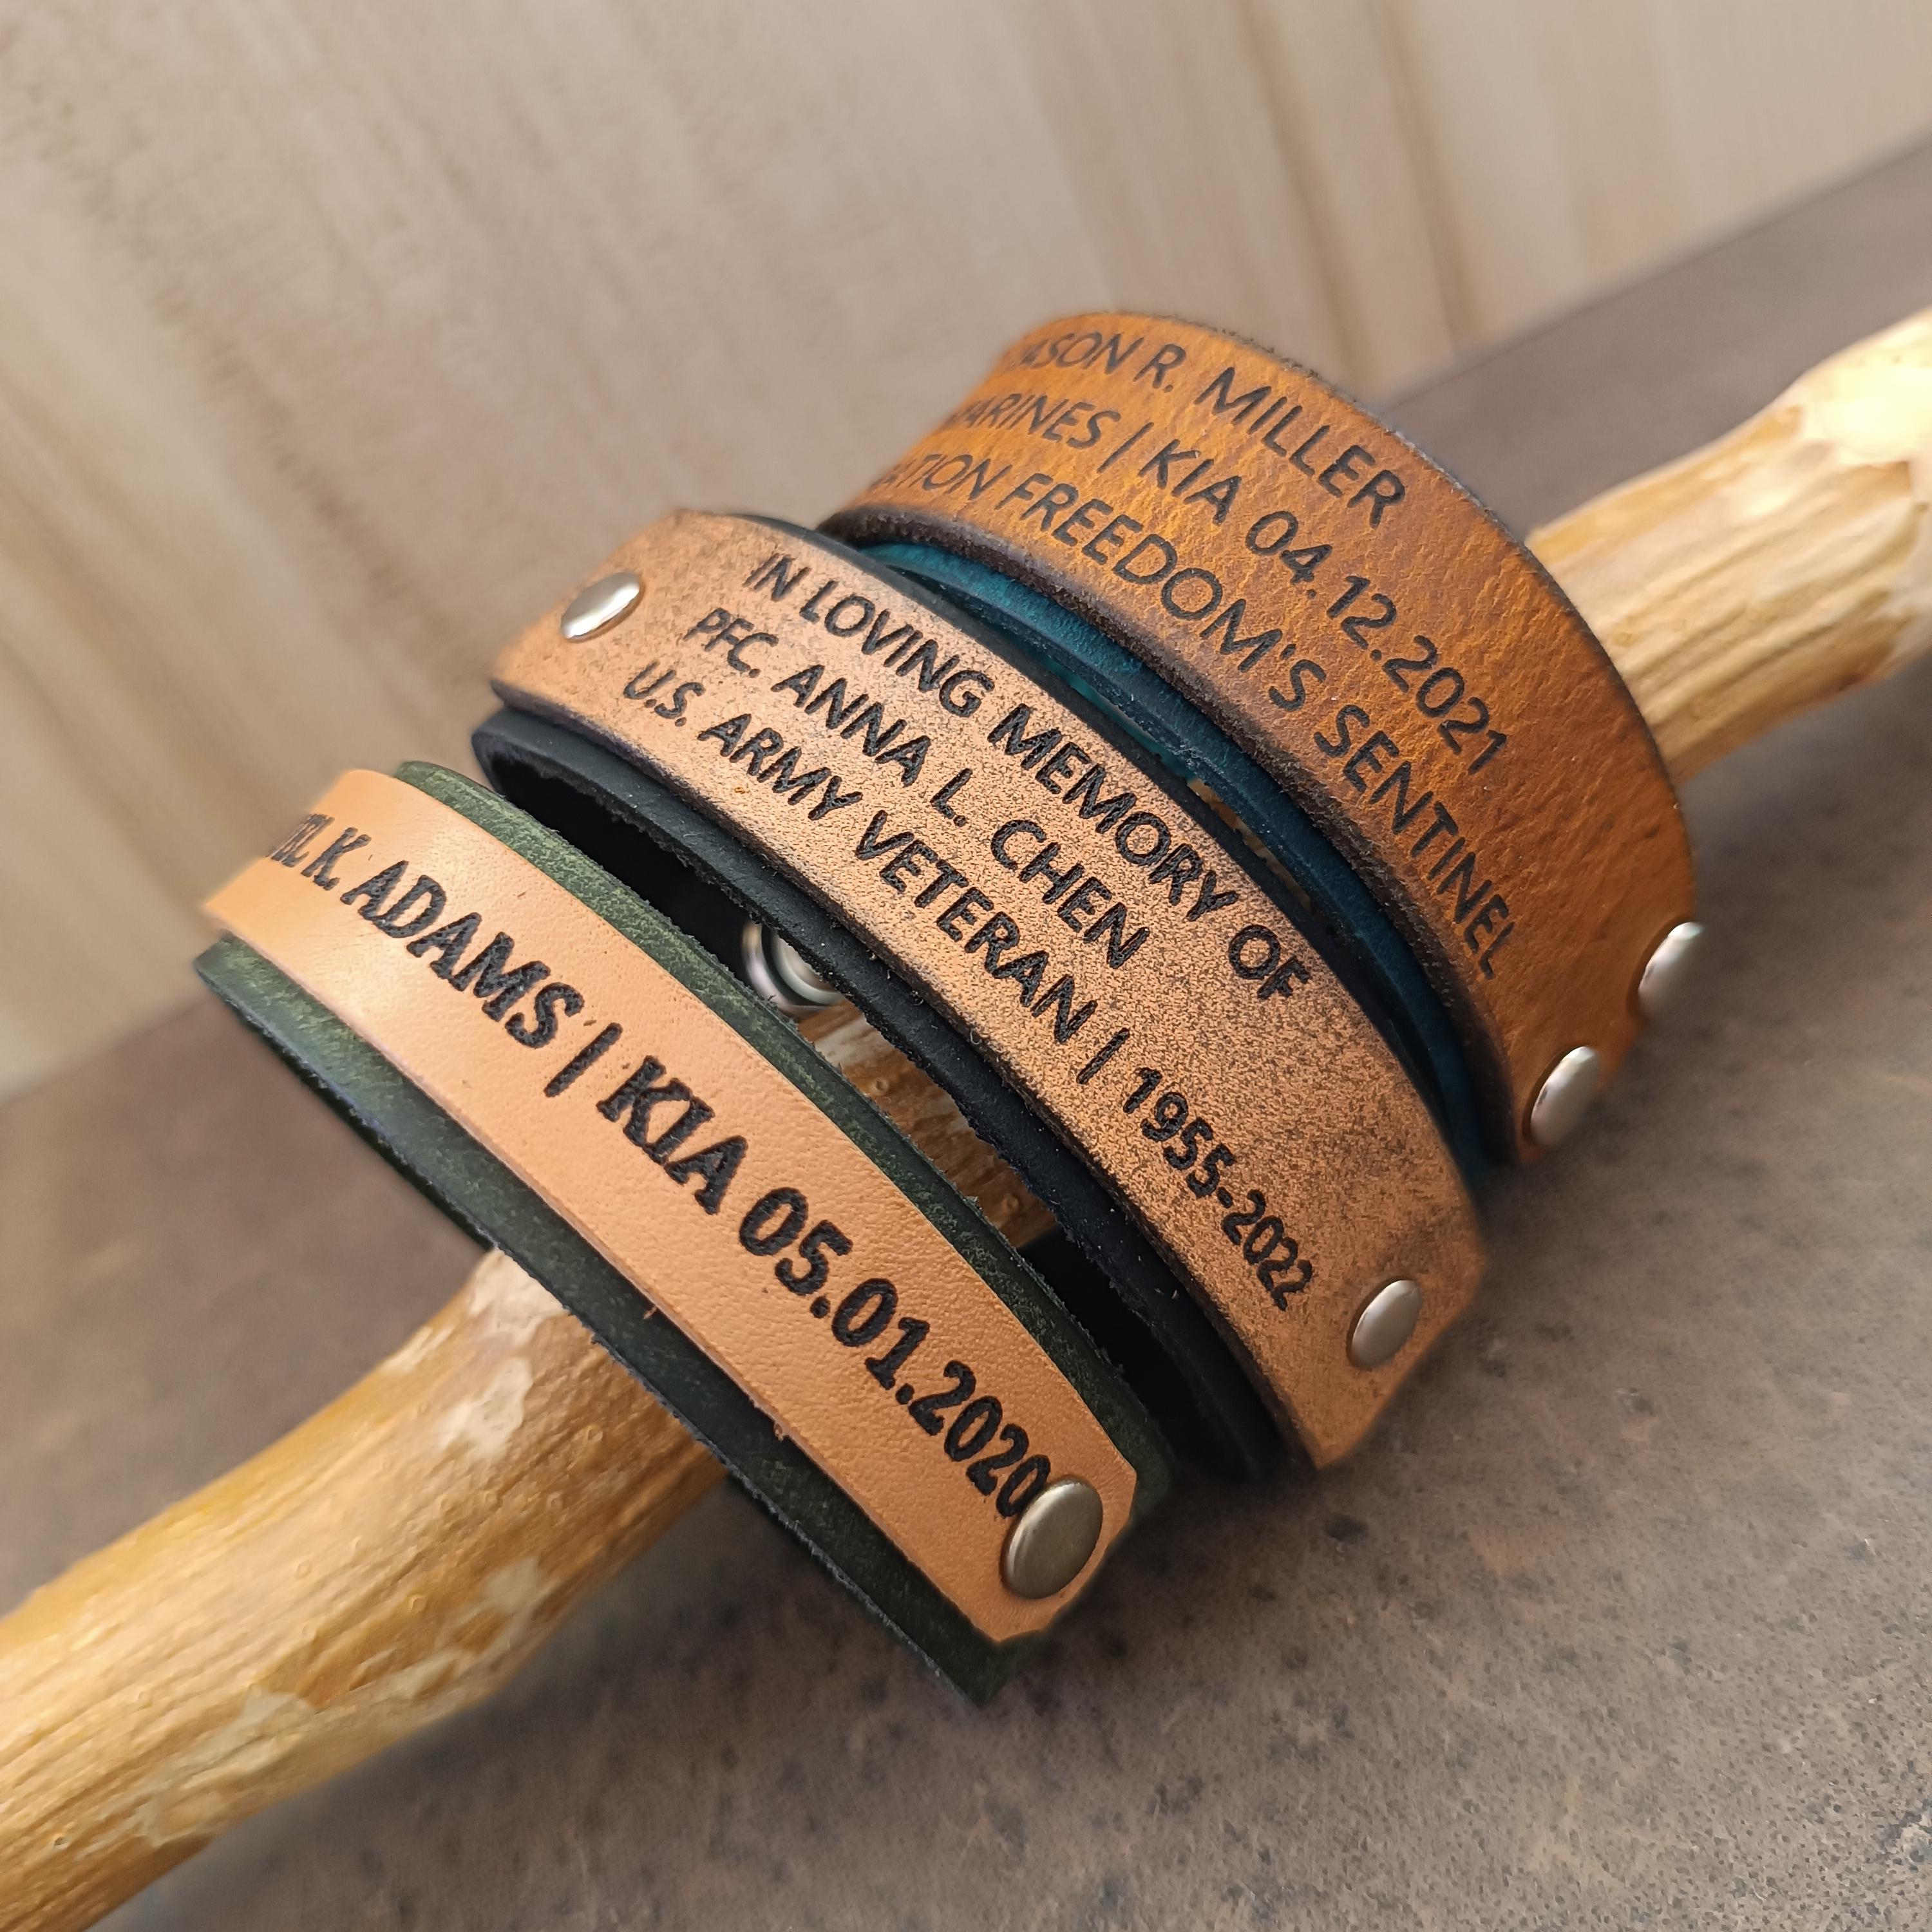 R. MILLER
MARINES | KIA 04.12.2021
FREEDOM'S SENTINEL
IN LOVING MEMORY OF
PFC. ANNA L. CHEN
U.S. ARMY VETERAN | 1955-2022
K. ADAMS | KIA 05.01.2020